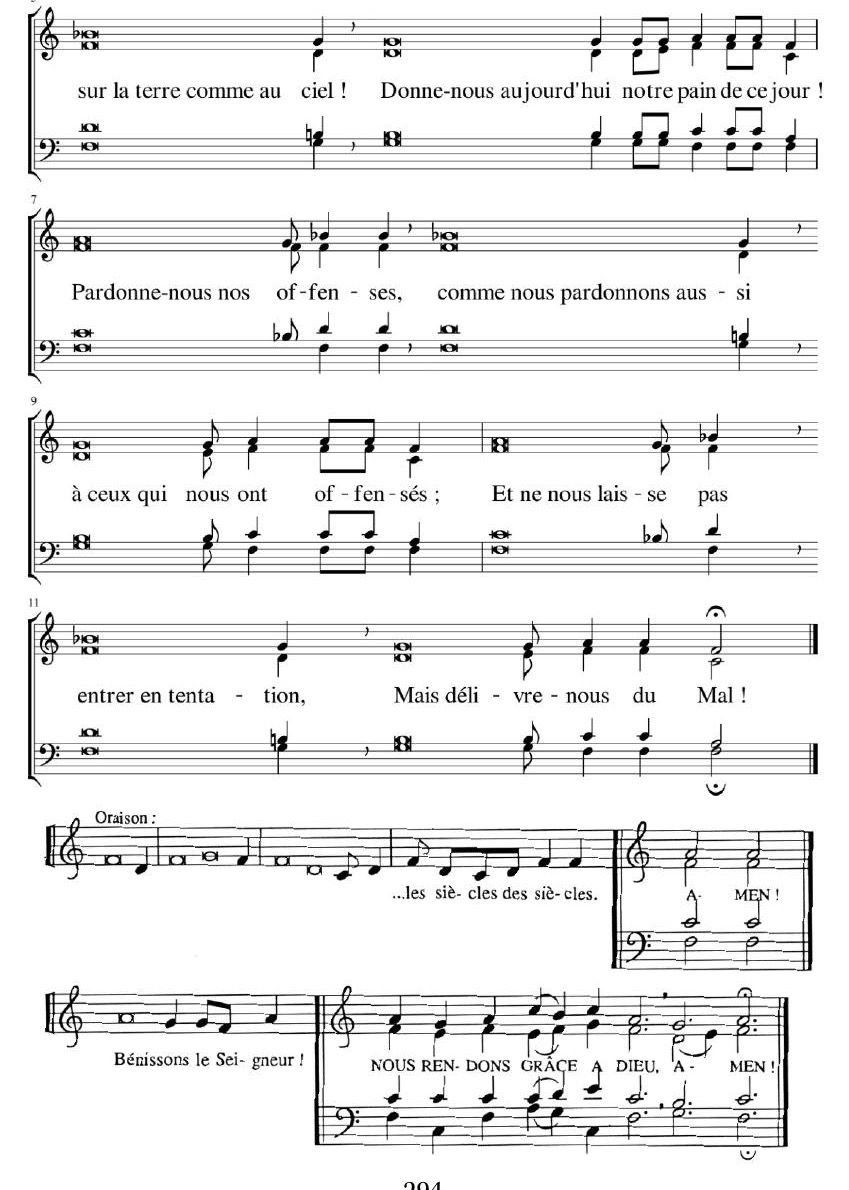 sur la terre comme au ciel ! Donne-nous aujourd'hui notre pain de ce jour !
7
Pardonne-nous nos of-fen - ses, comme nous pardonnons aus - si
9
à ceux qui nous ont of - fen - sés ; Et ne nous lais - se pas
11
entrer en tenta - tion, Mais déli - vre - nous du Mal !
Oraison :
...les siè- cles des siè- cles. A- MEN !
Bénissons le Sei- gneur ! NOUS REN- DONS GRÂCE A DIEU, A- MEN !
294